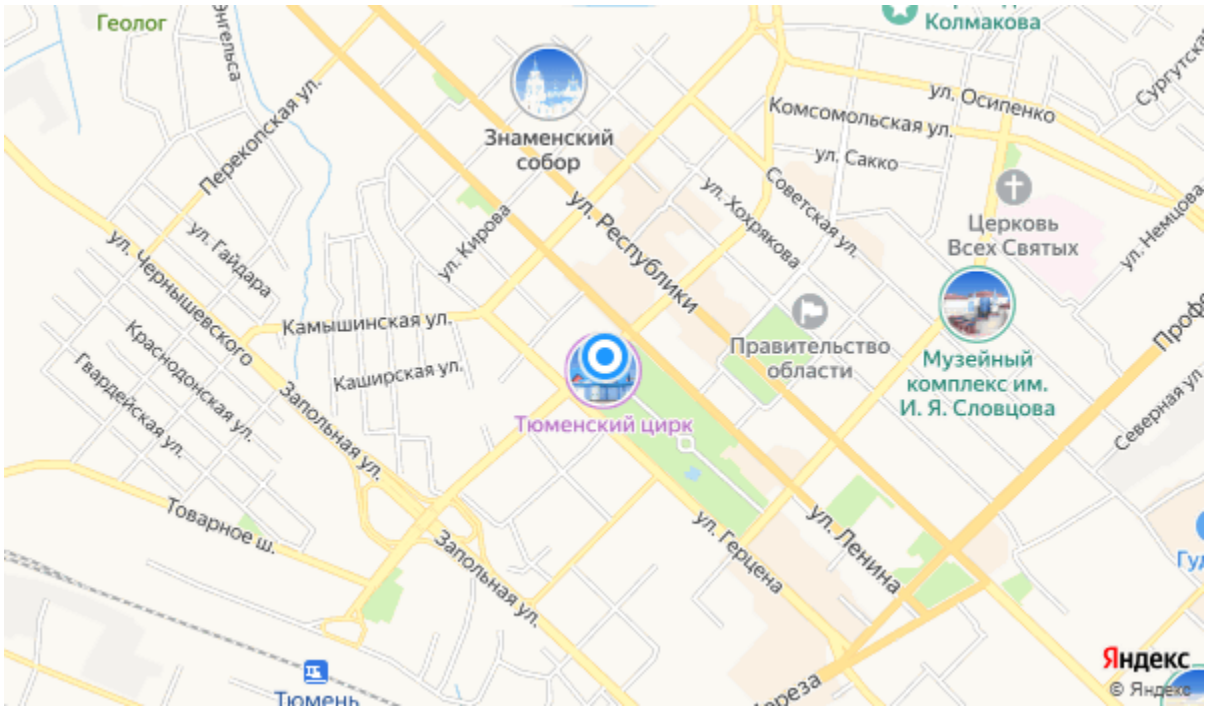 Геолог
Энгельса
Колмакова
Сургутская
Перекопская ул.
Знаменский
собор
ул. Осипенко
Комсомольская ул.
ул. Сакко
Советская ул.
ул. Хохрякова
ул. Республики
Церковь
Всех Святых
ул. Немцова
ул. Гайдара
ул. Кирова
ул. Чернышевского
Камышинская ул.
Каширская ул.
Краснодонская ул.
Гвардейская ул.
Правительство
области
Музейный
комплекс им.
И. Я. Словцова
Проф
Северная ул.
Тюменский цирк
Запольная ул.
Товарное ш.
Запольная ул.
ул. Герцена
ул. Ленина
Гуд
Тюмень
Мереза
Яндекс
© Яндекс